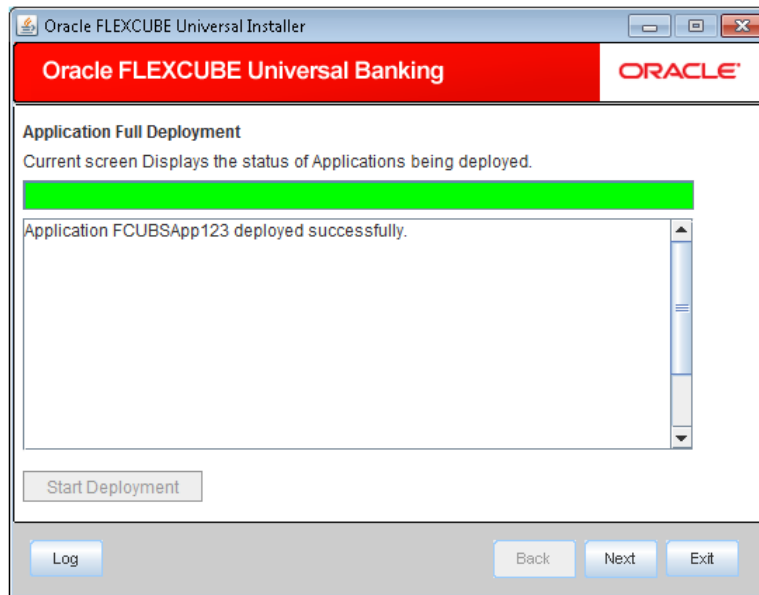 Oracle FLEXCUBE Universal Installer
Oracle FLEXCUBE Universal Banking
ORACLE
Application Full Deployment
Current screen Displays the status of Applications being deployed.
Application FCUBSApp123 deployed successfully.
Start Deployment
Log
Back
Next
Exit